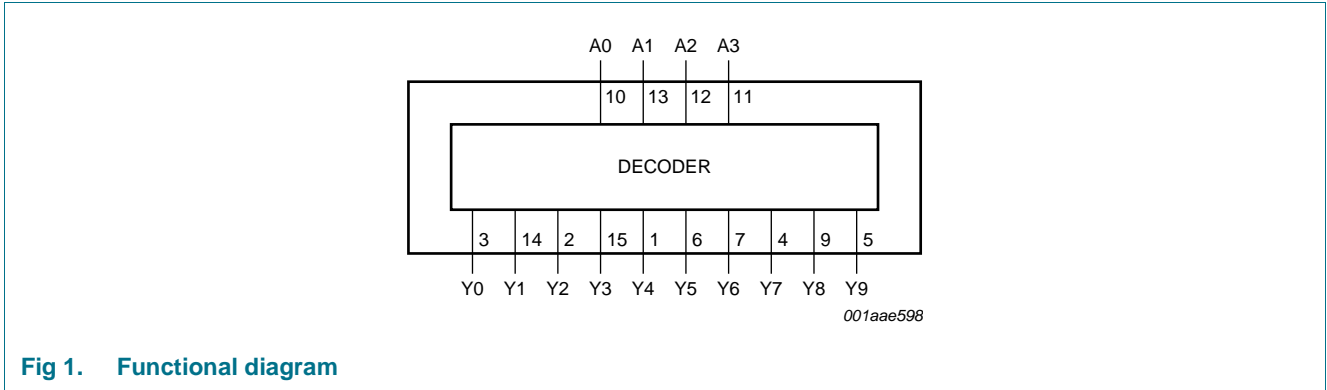 A0 A1 A2 A3
10 13 12 11
DECODER
3 14 2 15 1 6 7 4 9 5
Y0 Y1 Y2 Y3 Y4 Y5 Y6 Y7 Y8 Y9
001aae598
Fig 1. Functional diagram